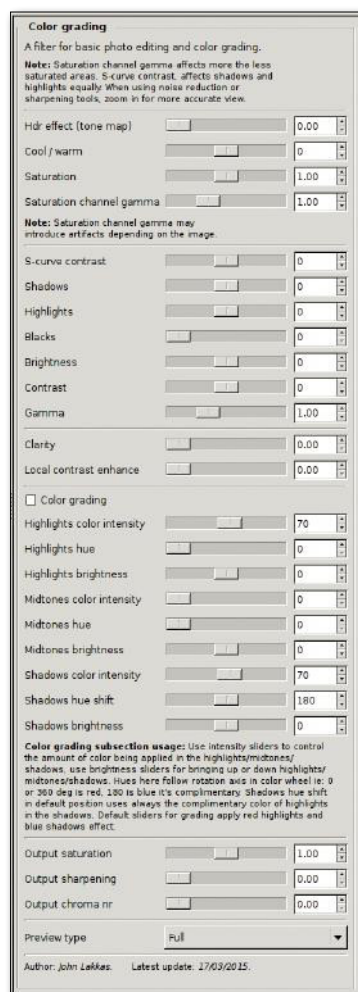 Color grading
A filter for basic photo editing and color grading.
Note: Saturation channel gamma affects more the less
saturated areas. S-curve contrast, affects shadows and
highlights equally. When using noise reduction or
sharpening tools, zoom in for more accurate view.
Hdr effect (tone map) 0.00
Cool / warm 0
Saturation 1.00
Saturation channel gamma 1.00
Note: Saturation channel gamma may
introduce artifacts depending on the image.
S-curve contrast 0
Shadows 0
Highlights 0
Blacks 0
Brightness 0
Contrast 0
Gamma 1.00
Clarity 0.00
Local contrast enhance 0.00
Color grading
Highlights color intensity 70
Highlights hue 0
Highlights brightness 0
Midtones color intensity 0
Midtones hue 0
Midtones brightness 0
Shadows color intensity 70
Shadows hue shift 180
Shadows brightness 0
Color grading subsection usage: Use intensity sliders to control
the amount of color being applied in the highlights/midtones/
shadows, use brightness sliders for bringing up or down highlights/
midtones/shadows. Hues here follow rotation axis in color wheel ie: 0
or 360 deg is red, 180 is blue it's complimentary. Shadows hue shift
in default position uses always the complimentary color of highlights
in the shadows. Default sliders for grading apply red highlights and
blue shadows effect.
Output saturation 1.00
Output sharpening 0.00
Output chroma nr 0.00
Preview type Full
Author: John Lakkas. Latest update: 17/03/2015.